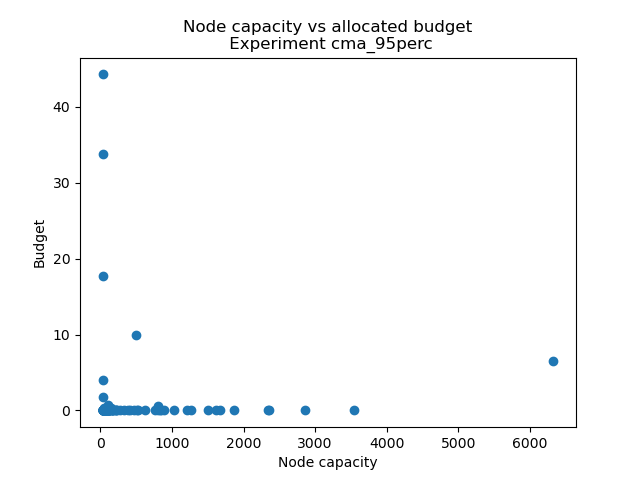 Node capacity vs allocated budget
Experiment cma_95perc
40
30
20
10
0
Budget
0 1000 2000 3000 4000 5000 6000
Node capacity